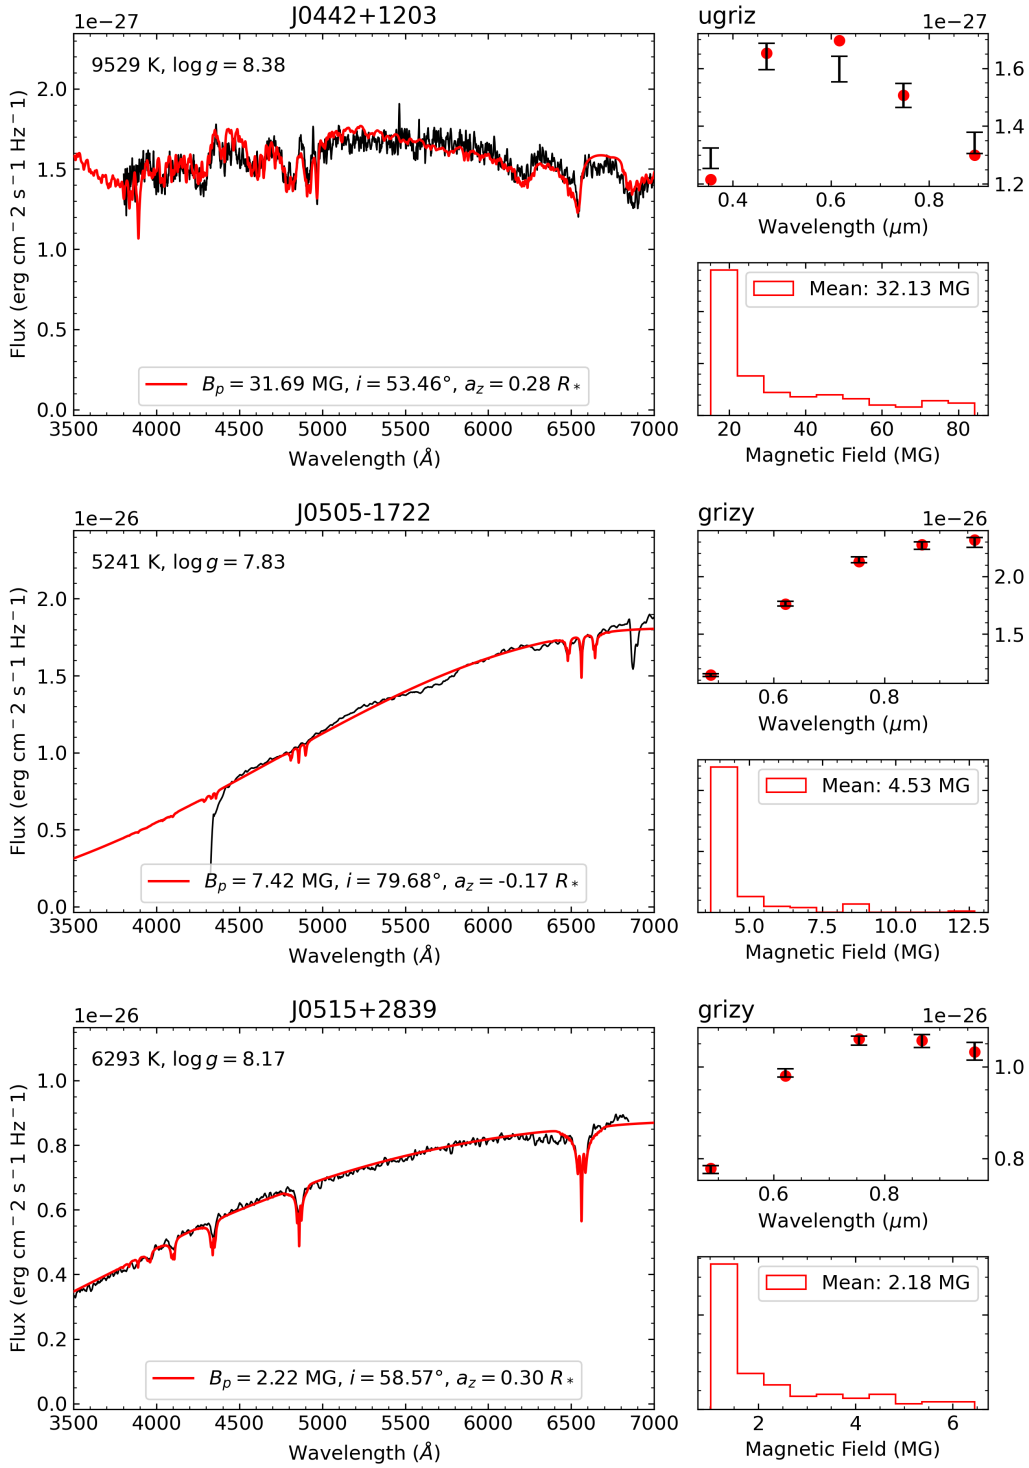 J0442+1203
1e−27
9529 K, log g = 8.38
2.0
1.5
1.0
0.5
0.0
Flux (erg cm − 2 s − 1 Hz − 1)
B_p = 31.69 MG, i = 53.46°, a_z = 0.28 R_*
3500 4000 4500 5000 5500 6000 6500 7000
Wavelength (Å)
ugriz
1e−27
1.6
1.4
1.2
0.4 0.6 0.8
Wavelength (μm)
Mean: 32.13 MG
20 40 60 80
Magnetic Field (MG)
J0505-1722
1e−26
5241 K, log g = 7.83
2.0
1.5
1.0
0.5
0.0
Flux (erg cm − 2 s − 1 Hz − 1)
B_p = 7.42 MG, i = 79.68°, a_z = -0.17 R_*
3500 4000 4500 5000 5500 6000 6500 7000
Wavelength (Å)
grizy
1e−26
2.0
1.5
0.6 0.8
Wavelength (μm)
Mean: 4.53 MG
5.0 7.5 10.0 12.5
Magnetic Field (MG)
J0515+2839
1e−26
6293 K, log g = 8.17
1.0
0.8
0.6
0.4
0.2
0.0
Flux (erg cm − 2 s − 1 Hz − 1)
B_p = 2.22 MG, i = 58.57°, a_z = 0.30 R_*
3500 4000 4500 5000 5500 6000 6500 7000
Wavelength (Å)
grizy
1e−26
1.0
0.8
0.6 0.8
Wavelength (μm)
Mean: 2.18 MG
2 4 6
Magnetic Field (MG)